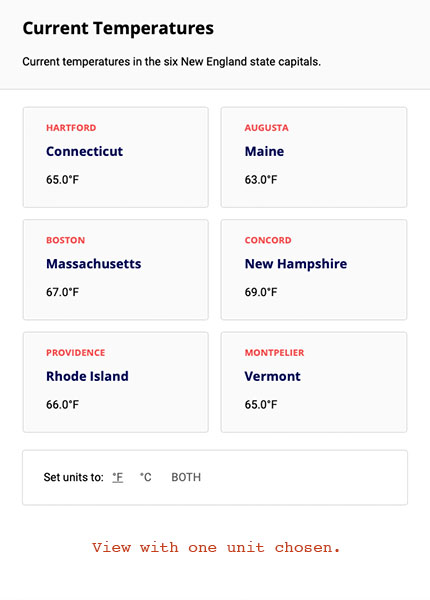 Current Temperatures
Current temperatures in the six New England state capitals.
HARTFORD
Connecticut
65.0°F
AUGUSTA
Maine
63.0°F
BOSTON
Massachusetts
67.0°F
CONCORD
New Hampshire
69.0°F
PROVIDENCE
Rhode Island
66.0°F
MONTPELIER
Vermont
65.0°F
Set units to: °F °C BOTH
View with one unit chosen.